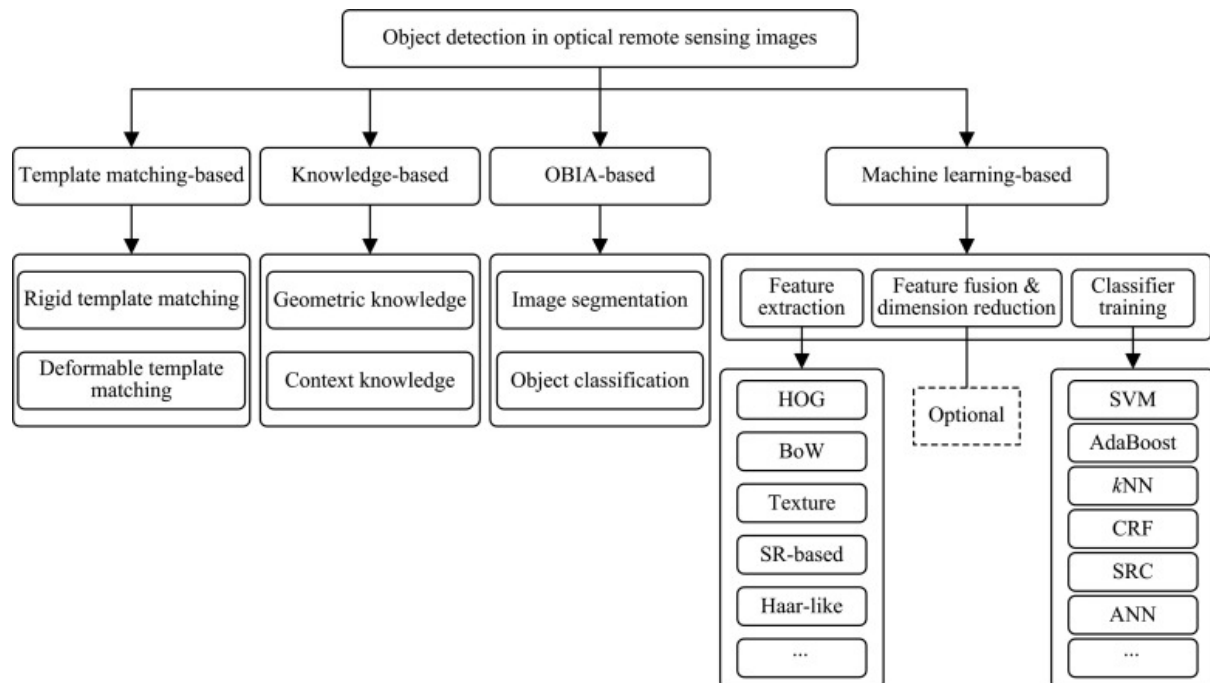 Object detection in optical remote sensing images
Template matching-based
Knowledge-based
OBIA-based
Machine learning-based
Rigid template matching
Deformable template
matching
Geometric knowledge
Context knowledge
Image segmentation
Object classification
Feature
extraction
Feature fusion &
dimension reduction
Classifier
training
HOG
BoW
Texture
SR-based
Haar-like
...
Optional
SVM
AdaBoost
kNN
CRF
SRC
ANN
...